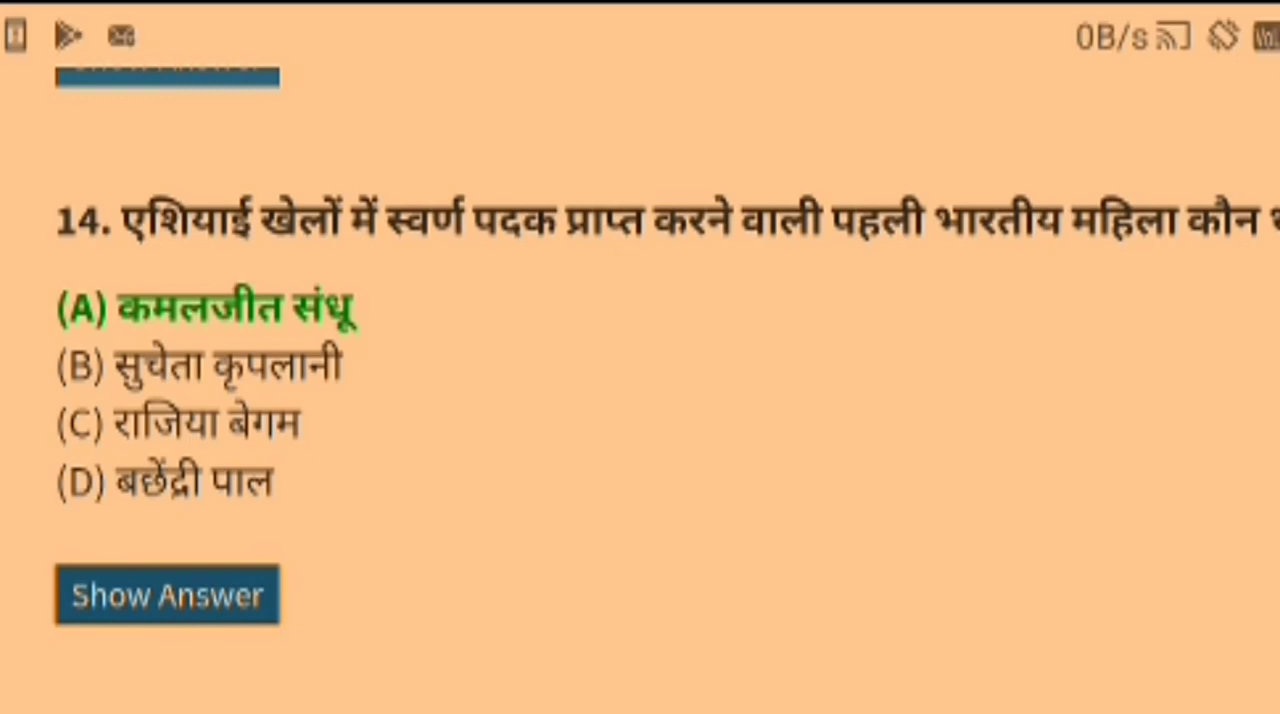 0B/s
14. एशियाई खेलों में स्वर्ण पदक प्राप्त करने वाली पहली भारतीय महिला कौन
(A) कमलजीत संधू
(B) सुचेता कृपलानी
(C) राजिया बेगम
(D) बछेंद्री पाल
Show Answer